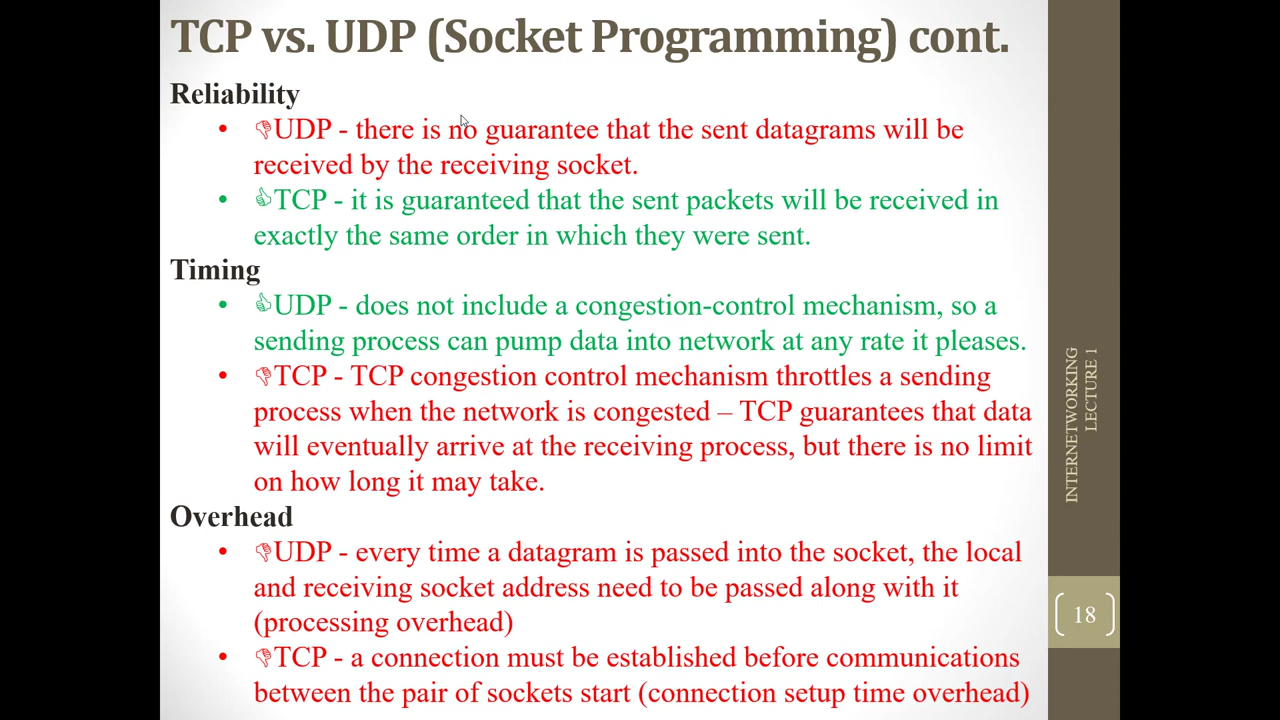 TCP vs. UDP (Socket Programming) cont.
Reliability
• 👎UDP - there is no guarantee that the sent datagrams will be
received by the receiving socket.
• 👍TCP - it is guaranteed that the sent packets will be received in
exactly the same order in which they were sent.
Timing
• 👍UDP - does not include a congestion-control mechanism, so a
sending process can pump data into network at any rate it pleases.
• 👎TCP - TCP congestion control mechanism throttles a sending
process when the network is congested – TCP guarantees that data
will eventually arrive at the receiving process, but there is no limit
on how long it may take.
Overhead
• 👎UDP - every time a datagram is passed into the socket, the local
and receiving socket address need to be passed along with it
(processing overhead)
• 👎TCP - a connection must be established before communications
between the pair of sockets start (connection setup time overhead)
INTERNETWORKING
LECTURE 1
18